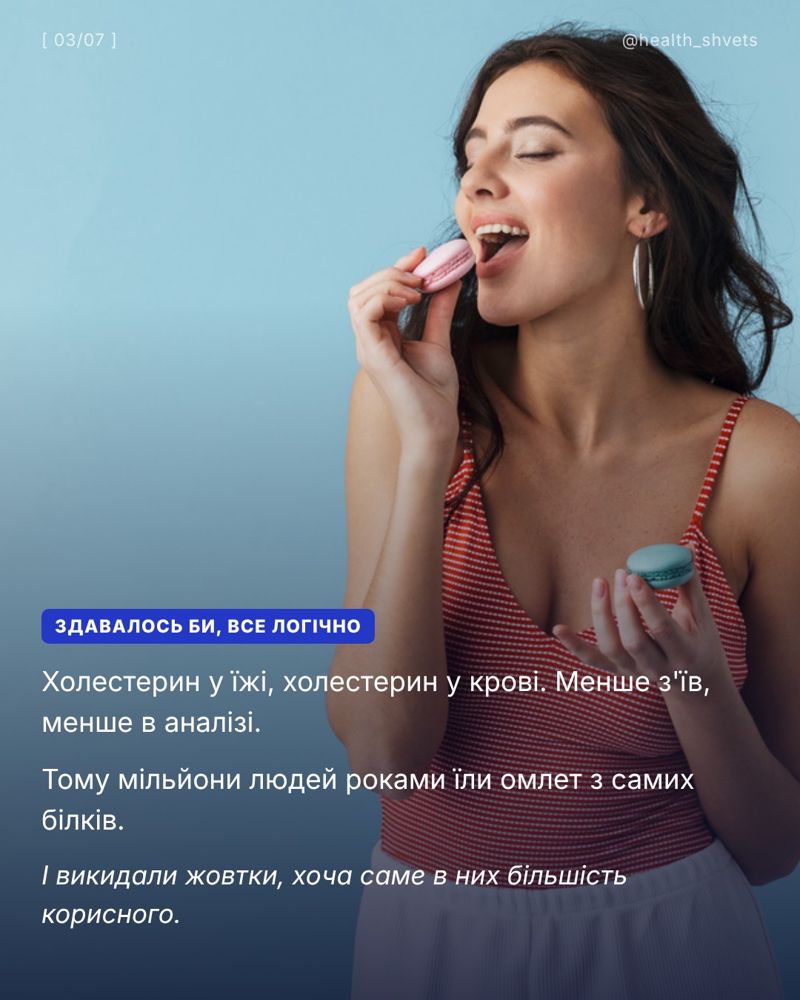 [ 03/07 ]
@health_shvets
ЗДАВАЛОСЬ БИ, ВСЕ ЛОГІЧНО
Холестерин у їжі, холестерин у крові. Менше з'їв,
менше в аналізі.
Тому мільйони людей роками їли омлет з самих
білків.
І викидали жовтки, хоча саме в них більшість
корисного.